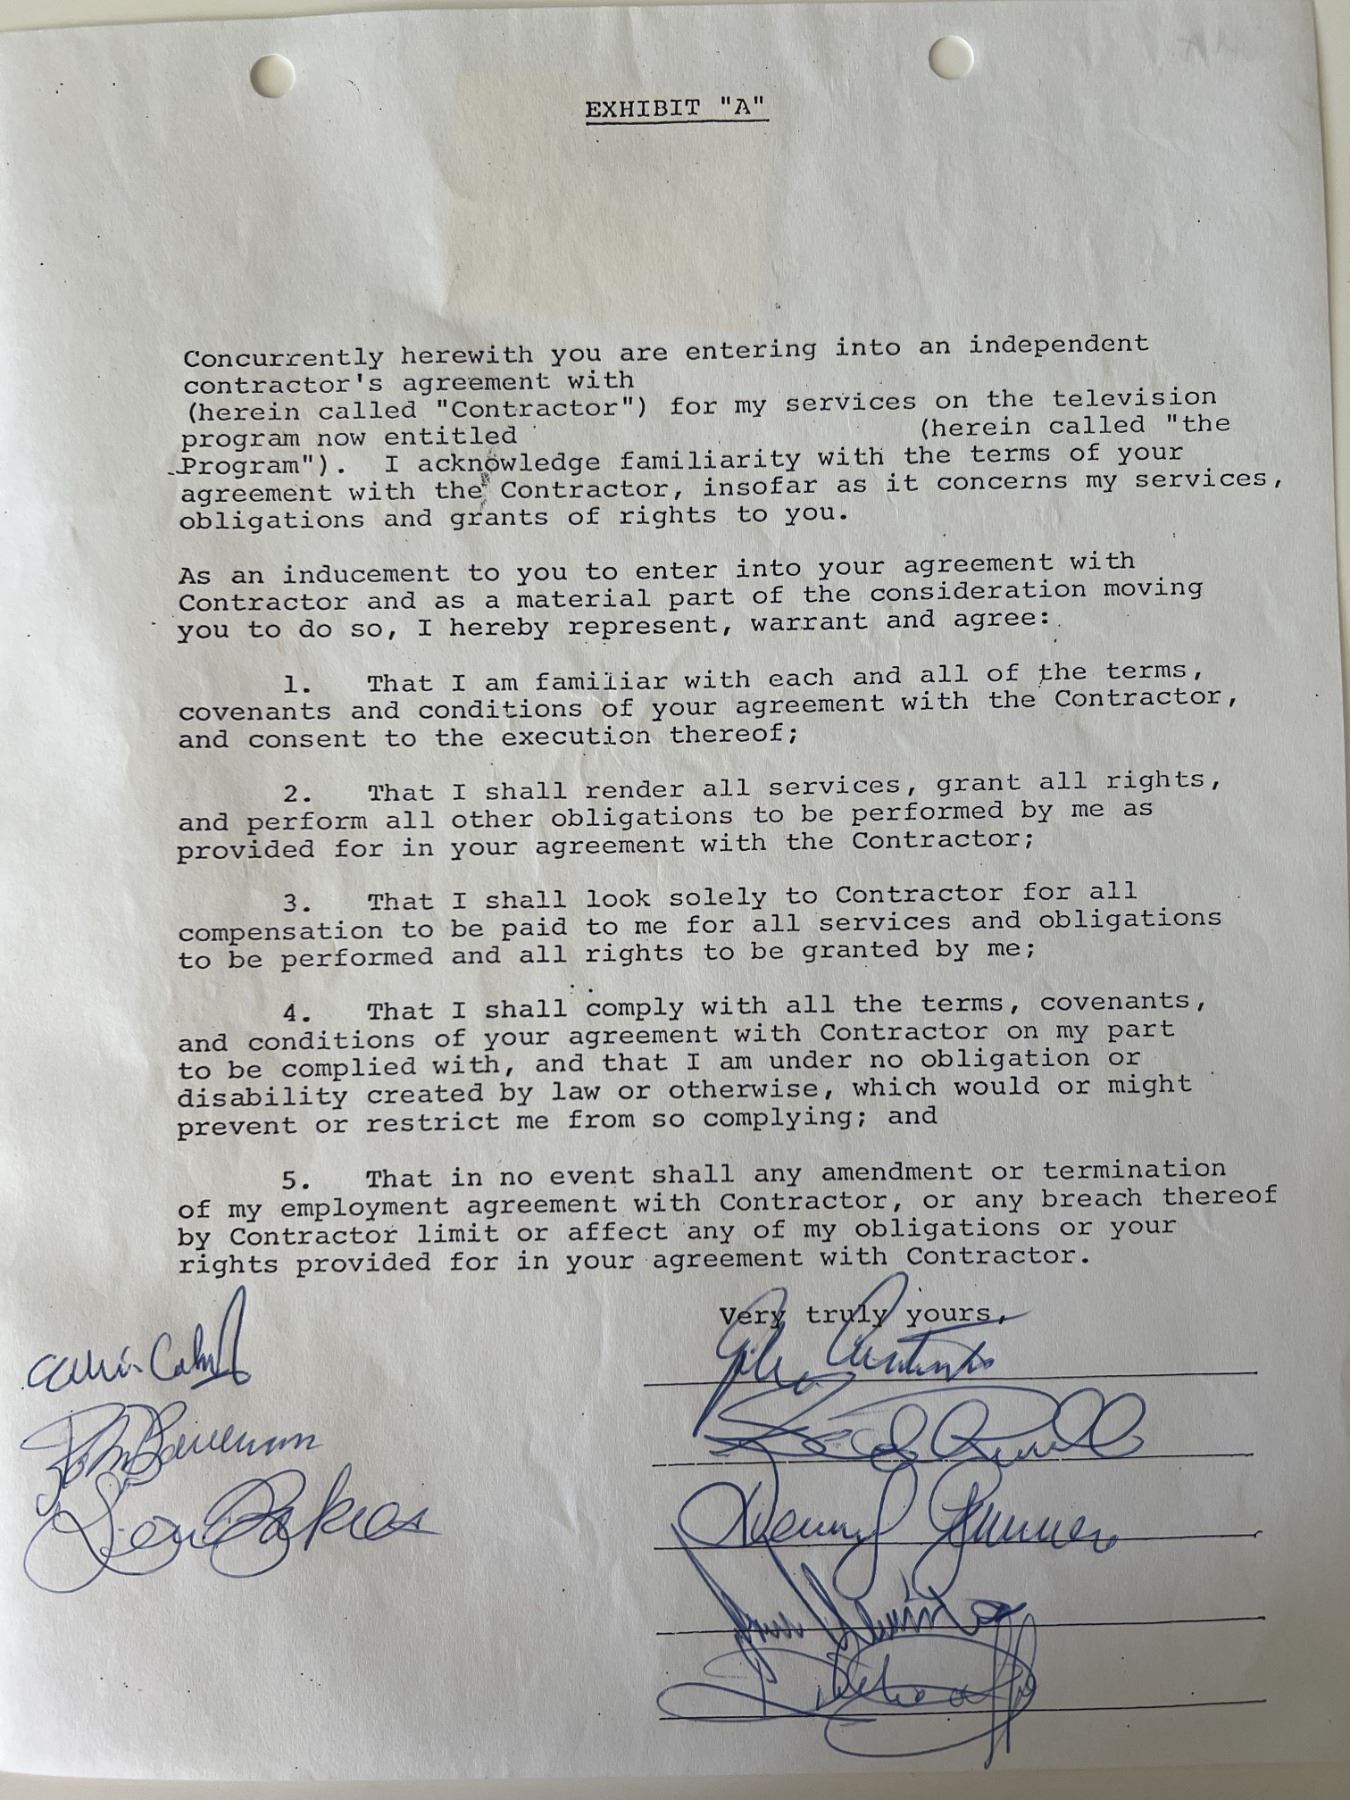 EXHIBIT "A"
Concurrently herewith you are entering into an independent
contractor's agreement with
(herein called "Contractor") for my services on the television
program now entitled (herein called "the
Program"). I acknowledge familiarity with the terms of your
agreement with the Contractor, insofar as it concerns my services,
obligations and grants of rights to you.
As an inducement to you to enter into your agreement with
Contractor and as a material part of the consideration moving
you to do so, I hereby represent, warrant and agree:
1. That I am familiar with each and all of the terms,
covenants and conditions of your agreement with the Contractor,
and consent to the execution thereof;
2. That I shall render all services, grant all rights,
and perform all other obligations to be performed by me as
provided for in your agreement with the Contractor;
3. That I shall look solely to Contractor for all
compensation to be paid to me for all services and obligations
to be performed and all rights to be granted by me;
4. That I shall comply with all the terms, covenants,
and conditions of your agreement with Contractor on my part
to be complied with, and that I am under no obligation or
disability created by law or otherwise, which would or might
prevent or restrict me from so complying; and
5. That in no event shall any amendment or termination
of my employment agreement with Contractor, or any breach thereof
by Contractor limit or affect any of my obligations or your
rights provided for in your agreement with Contractor.
Very truly yours,